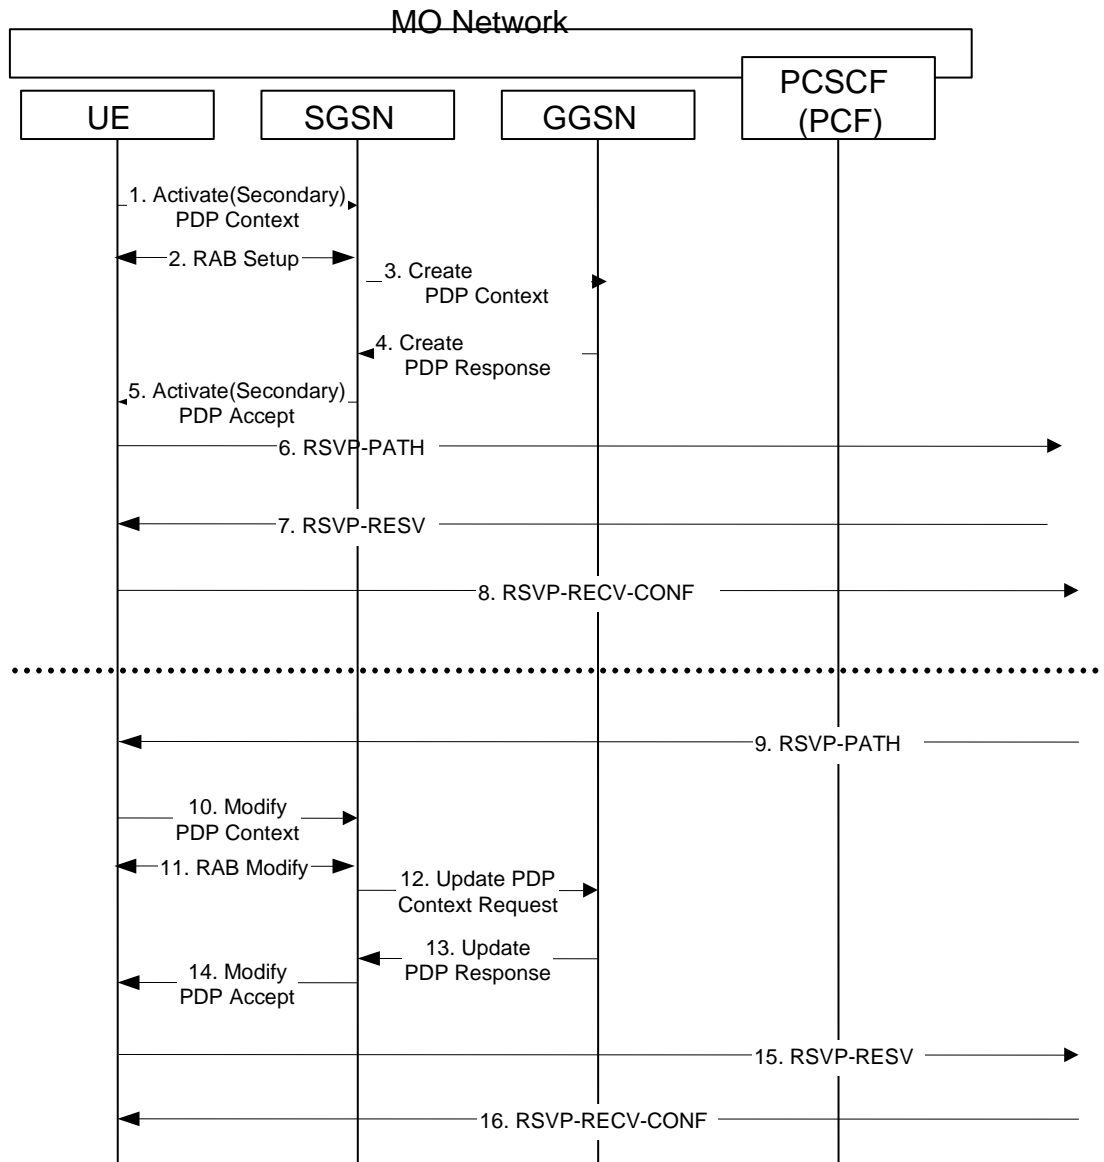 MO Network
UE
SGSN
GGSN
PCSCF
(PCF)
1. Activate(Secondary)
PDP Context
2. RAB Setup
3. Create
PDP Context
4. Create
PDP Response
5. Activate(Secondary)
PDP Accept
6. RSVP-PATH
7. RSVP-RESV
8. RSVP-RECV-CONF
9. RSVP-PATH
10. Modify
PDP Context
11. RAB Modify
12. Update PDP
Context Request
13. Update
PDP Response
14. Modify
PDP Accept
15. RSVP-RESV
16. RSVP-RECV-CONF